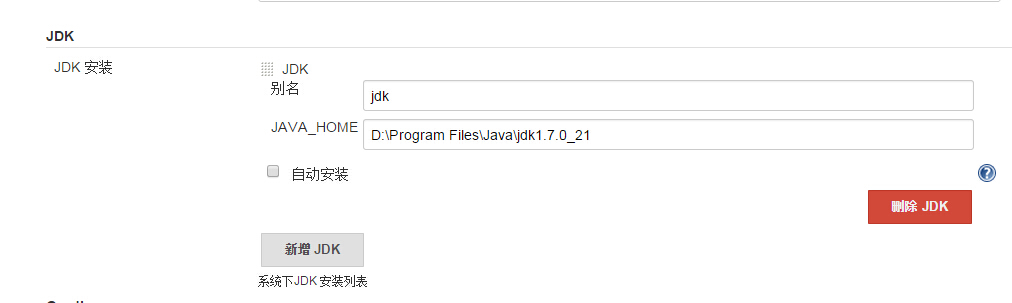 JDK
JDK 安装
JDK
别名
jdk
JAVA_HOME
D:\Program Files\Java\jdk1.7.0_21
自动安装
?
删除 JDK
新增 JDK
系统下JDK 安装列表